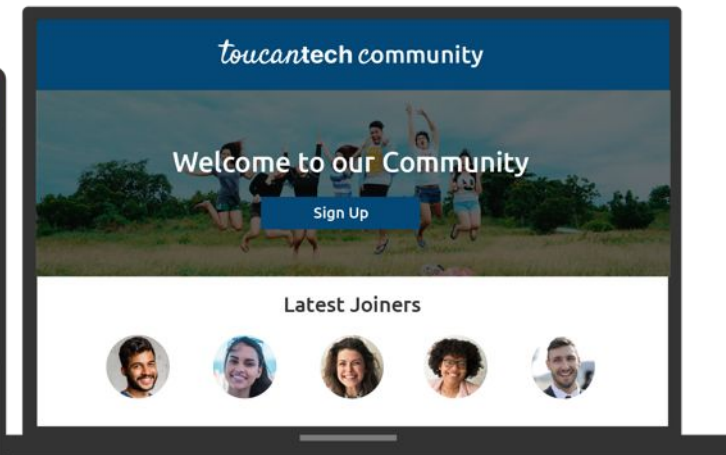 toucantech community
Welcome to our Community
Sign Up
Latest Joiners